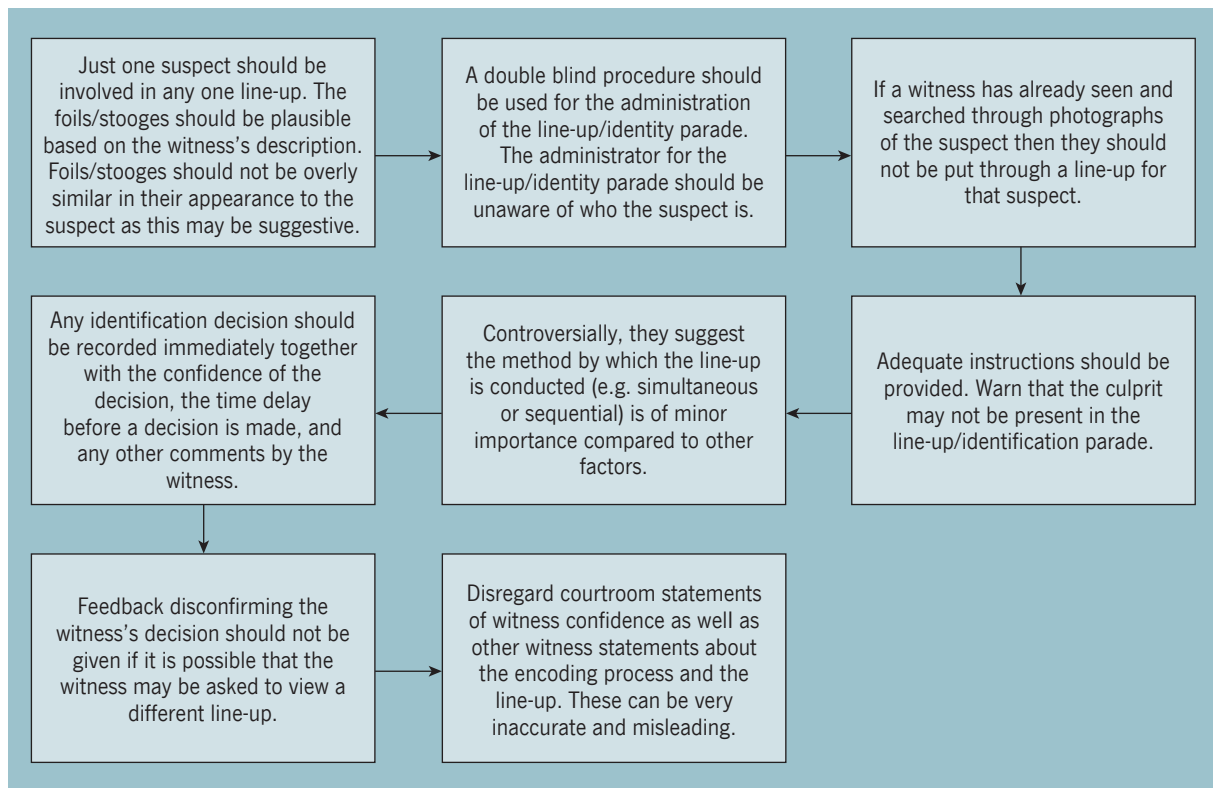 Just one suspect should be
involved in any one line-up. The
foils/stooges should be plausible
based on the witness’s description.
Foils/stooges should not be overly
similar in their appearance to the
suspect as this may be suggestive.
A double blind procedure should
be used for the administration
of the line-up/identity parade.
The administrator for the
line-up/identity parade should be
unaware of who the suspect is.
If a witness has already seen and
searched through photographs
of the suspect then they should
not be put through a line-up for
that suspect.
Adequate instructions should be
provided. Warn that the culprit
may not be present in the
line-up/identification parade.
Controversially, they suggest
the method by which the line-up
is conducted (e.g. simultaneous
or sequential) is of minor
importance compared to other
factors.
Any identification decision should
be recorded immediately together
with the confidence of the
decision, the time delay
before a decision is made, and
any other comments by the
witness.
Feedback disconfirming the
witness’s decision should not be
given if it is possible that the
witness may be asked to view a
different line-up.
Disregard courtroom statements
of witness confidence as well as
other witness statements about
the encoding process and the
line-up. These can be very
inaccurate and misleading.